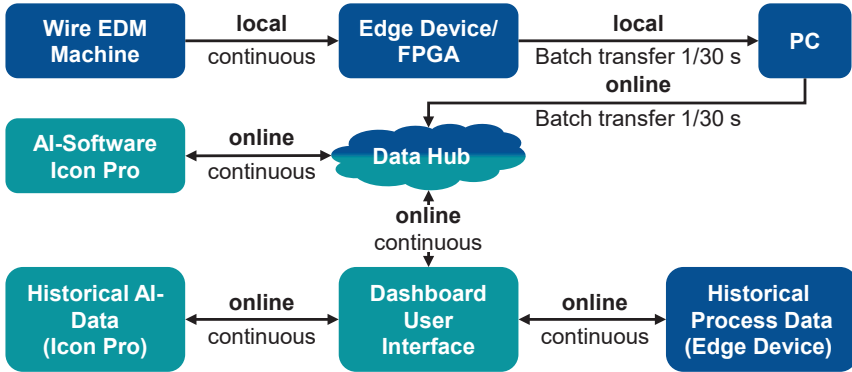 Wire EDM
Machine
local
continuous
Edge Device/
FPGA
local
Batch transfer 1/30 s
PC
online
Batch transfer 1/30 s
AI-Software
Icon Pro
online
continuous
Data Hub
online
continuous
Historical AI-
Data
(Icon Pro)
online
continuous
Dashboard
User
Interface
online
continuous
Historical
Process Data
(Edge Device)